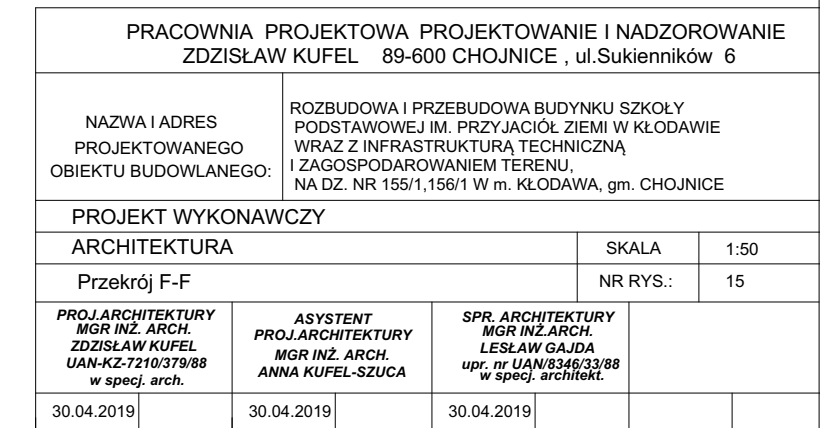 PRACOWNIA PROJEKTOWA PROJEKTOWANIE I NADZOROWANIE
ZDZISŁAW KUFEL 89-600 CHOJNICE , ul.Sukienników 6
NAZWA I ADRES
PROJEKTOWANEGO
OBIEKTU BUDOWLANEGO:
ROZBUDOWA I PRZEBUDOWA BUDYNKU SZKOŁY
PODSTAWOWEJ IM. PRZYJACIÓŁ ZIEMI W KŁODAWIE
WRAZ Z INFRASTRUKTURĄ TECHNICZNĄ
I ZAGOSPODAROWANIEM TERENU,
NA DZ. NR 155/1,156/1 W m. KŁODAWA, gm. CHOJNICE
PROJEKT WYKONAWCZY
ARCHITEKTURA SKALA 1:50
Przekrój F-F NR RYS.: 15
PROJ.ARCHITEKTURY
MGR INŻ. ARCH.
ZDZISŁAW KUFEL
UAN-KZ-7210/379/88
w specj. arch.
ASYSTENT
PROJ.ARCHITEKTURY
MGR INŻ. ARCH.
ANNA KUFEL-SZUCA
SPR. ARCHITEKTURY
MGR INŻ.ARCH.
LESŁAW GAJDA
upr. nr UAN/8346/33/88
w specj. architekt.
30.04.2019 30.04.2019 30.04.2019